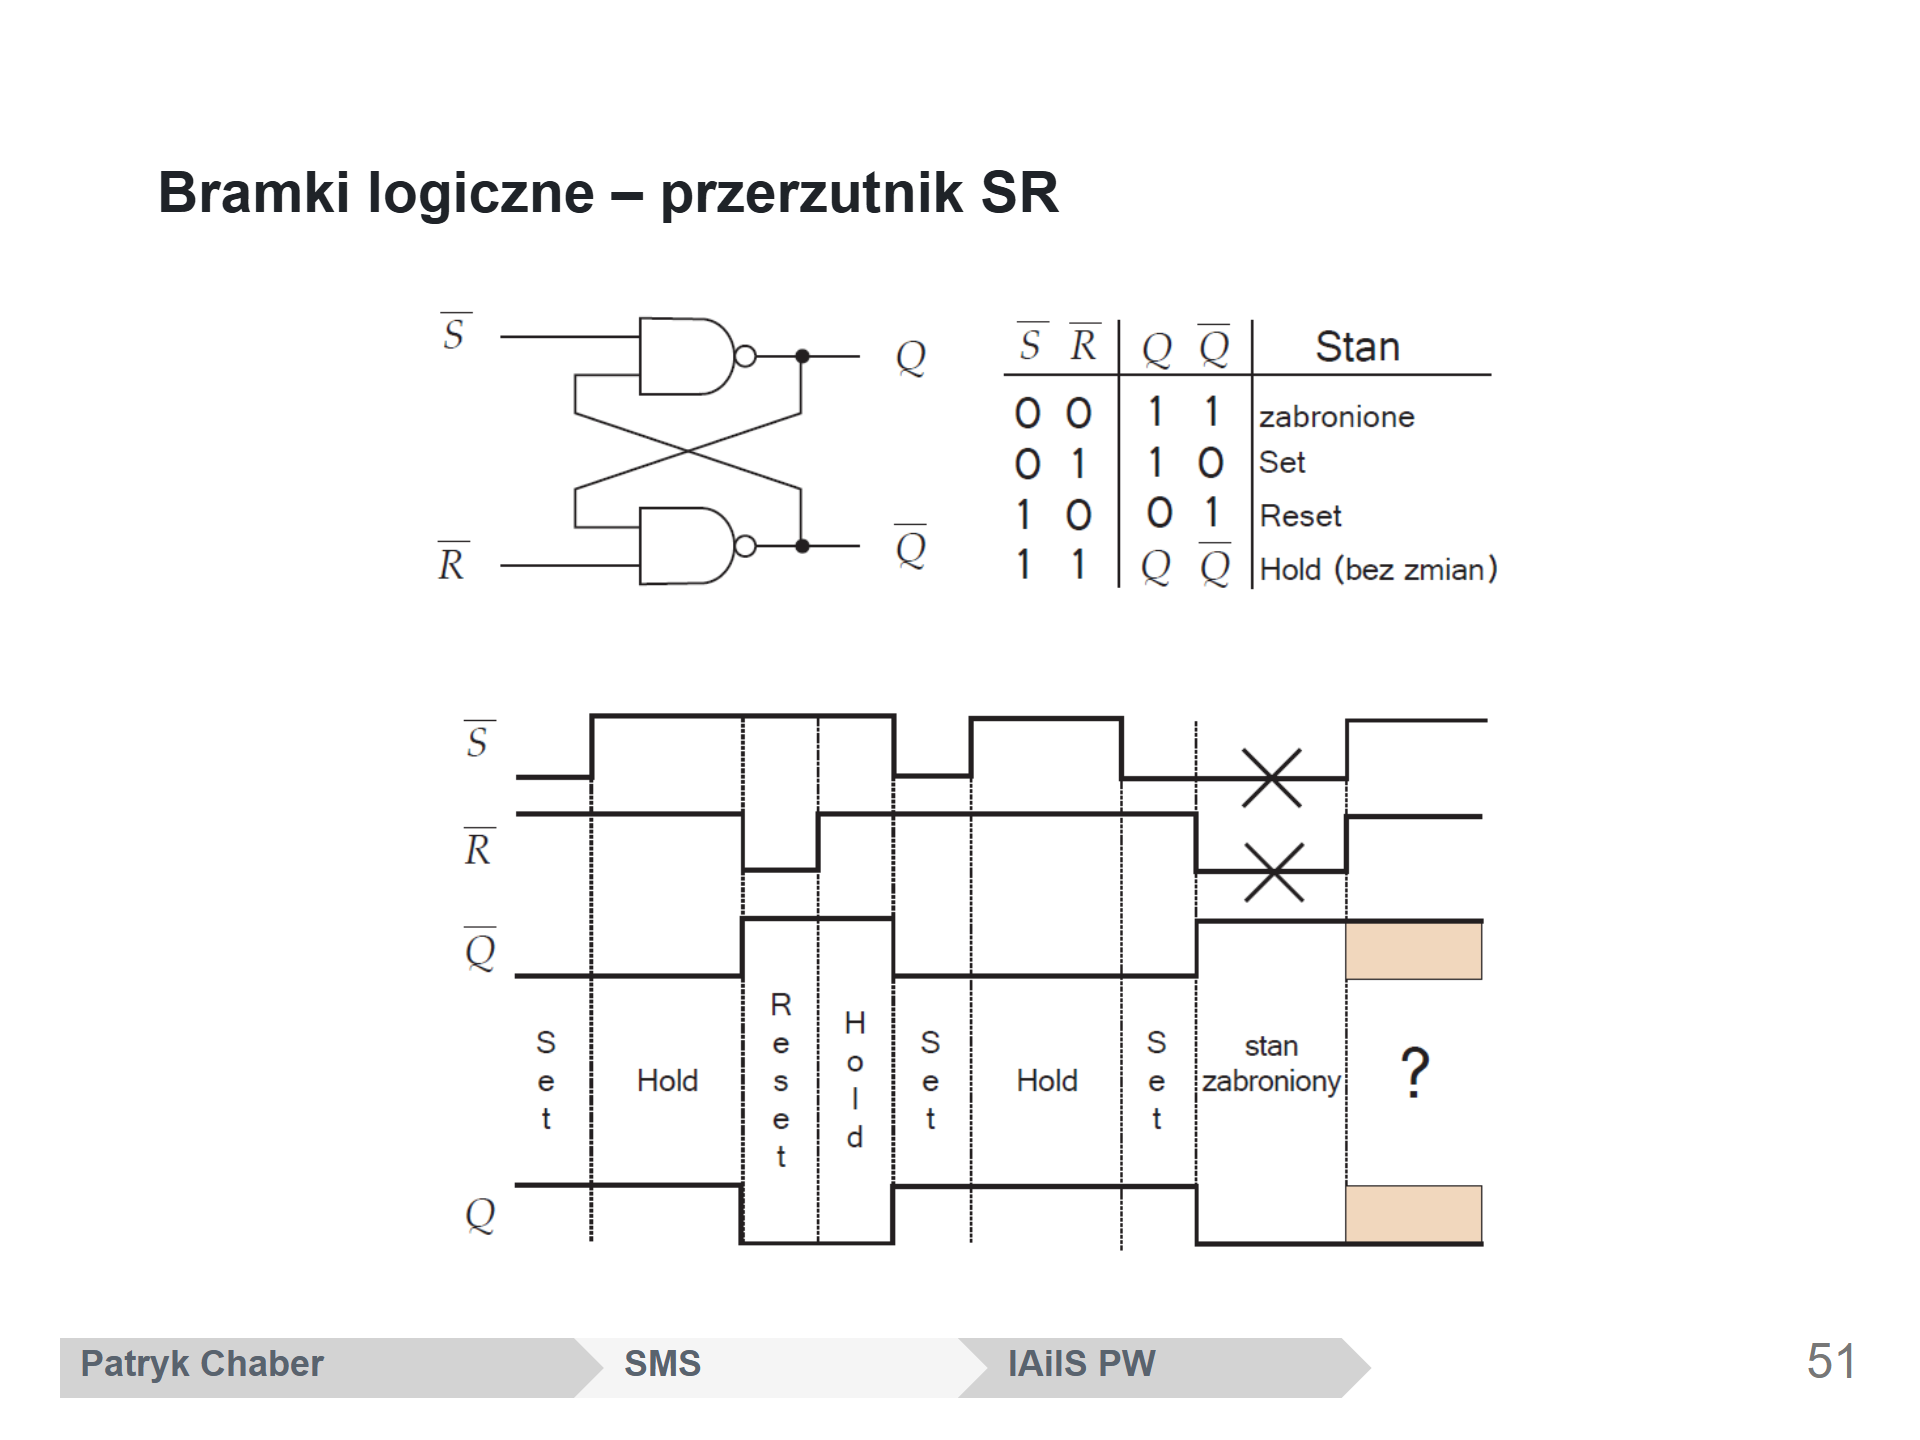 Bramki logiczne – przerzutnik SR
S̅ Q
R̅ Q̅
S̅ R̅ Q Q̅ Stan
0 0 1 1 zabronione
0 1 1 0 Set
1 0 0 1 Reset
1 1 Q Q̅ Hold (bez zmian)
S̅
R̅
Q̅
Set
Hold
Reset
Hold
Set
Hold
Set
stan
zabroniony
?
Q
Patryk Chaber SMS IAiIS PW 51